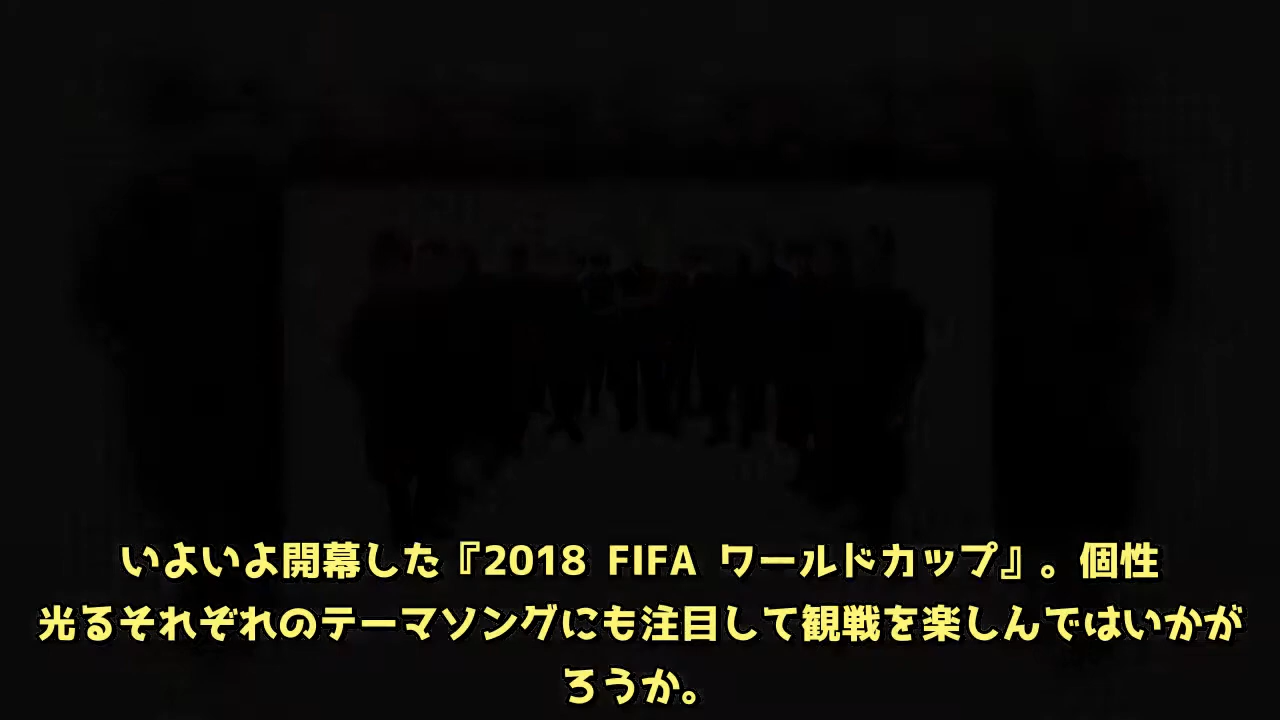 いよいよ開幕した『2018 FIFA ワールドカップ』。個性
光るそれぞれのテーマソングにも注目して観戦を楽しんではいかが
ろうか。